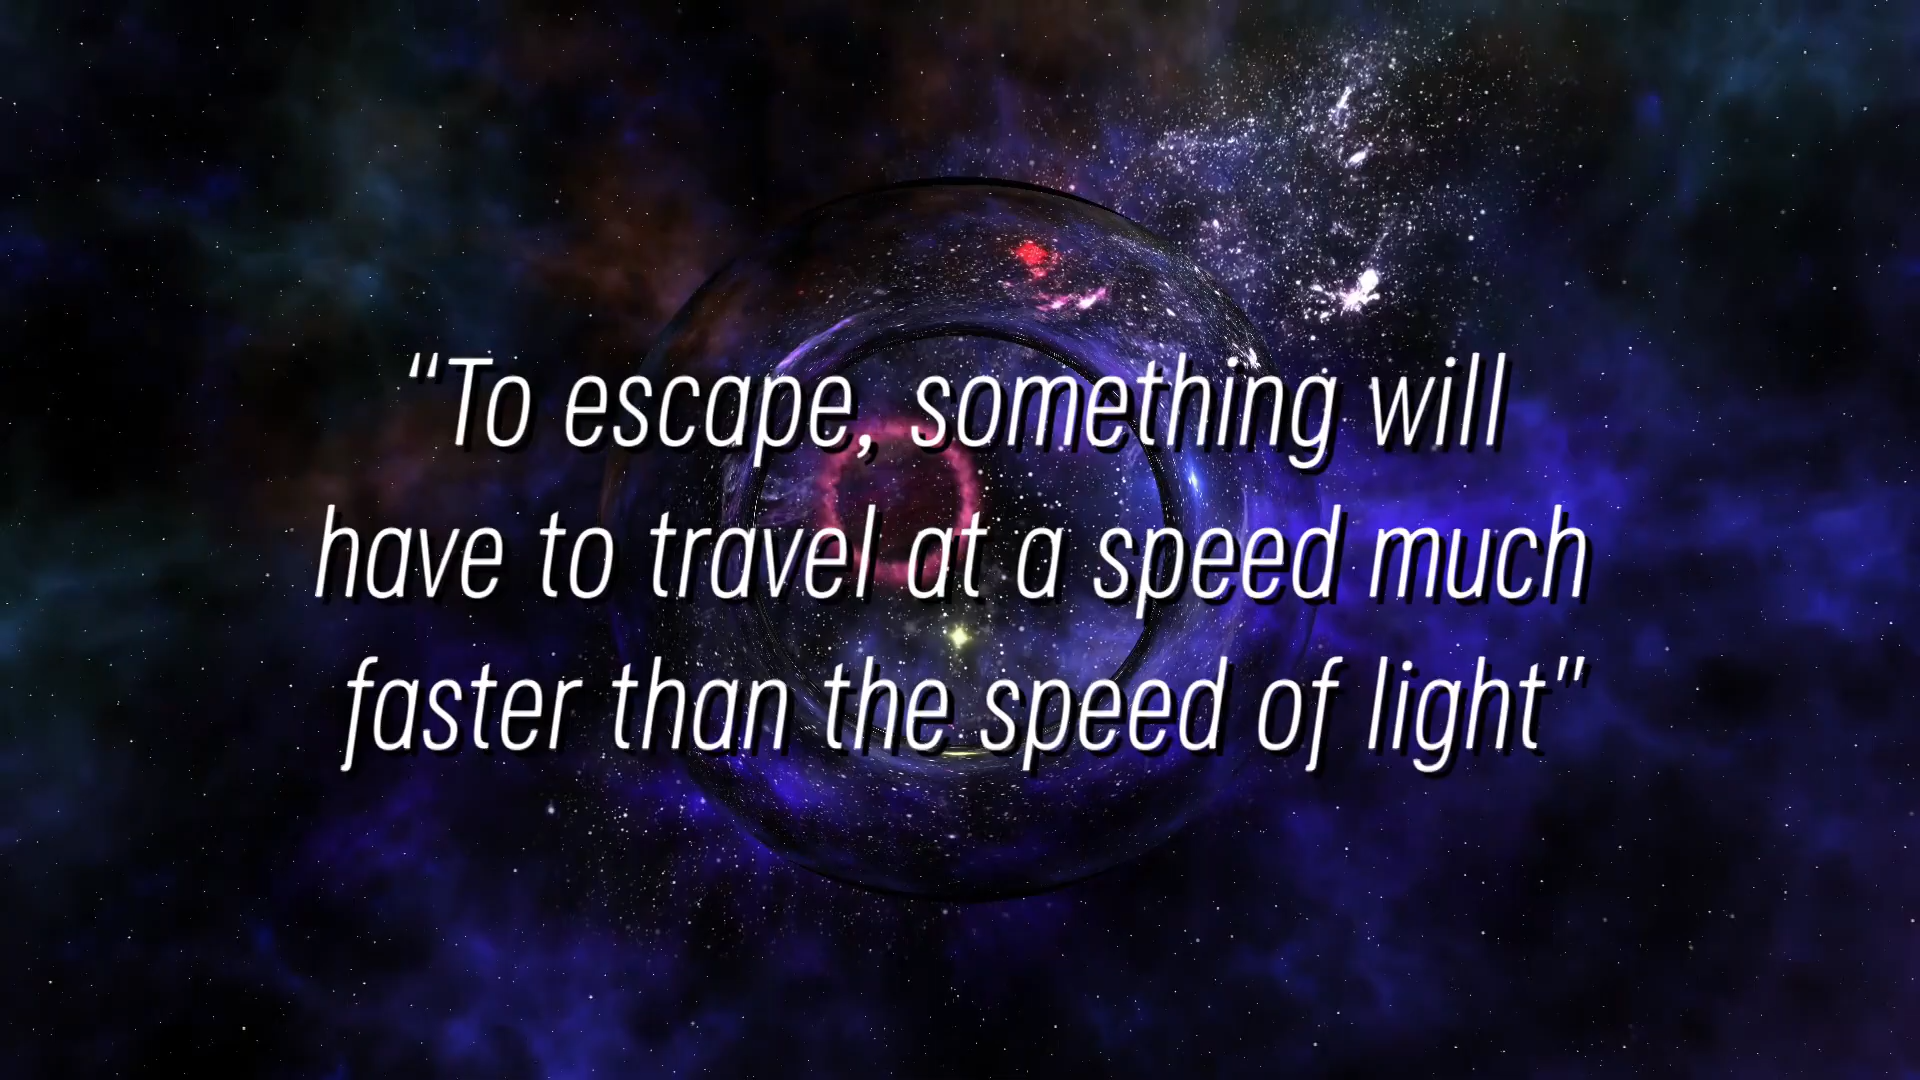 “To escape, something will
have to travel at a speed much
faster than the speed of light”